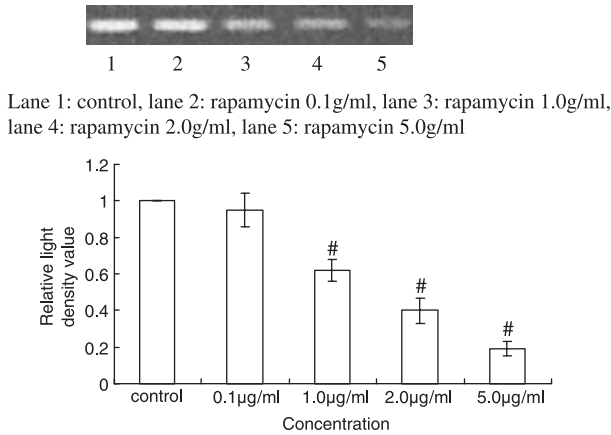 1 2 3 4 5
Lane 1: control, lane 2: rapamycin 0.1g/ml, lane 3: rapamycin 1.0g/ml,
lane 4: rapamycin 2.0g/ml, lane 5: rapamycin 5.0g/ml
1.2
1
0.8
0.6
0.4
0.2
0
Relative light
density value
#
#
#
control 0.1µg/ml 1.0µg/ml 2.0µg/ml 5.0µg/ml
Concentration